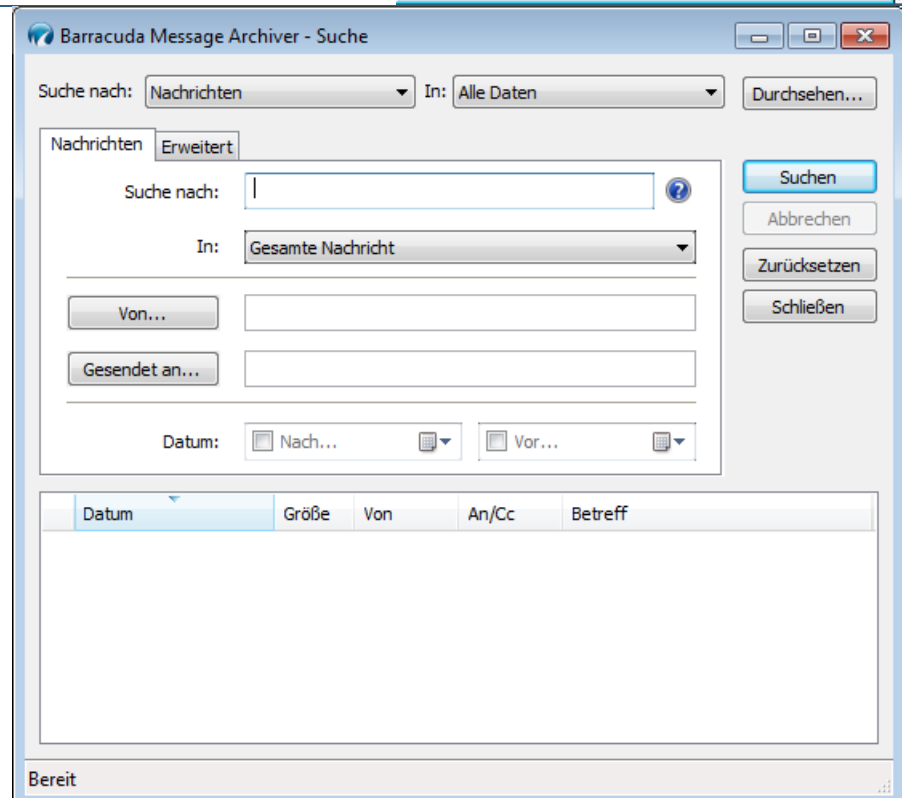 Barracuda Message Archiver - Suche
Suche nach: Nachrichten In: Alle Daten Durchsehen...
Nachrichten Erweitert
Suche nach: Suchen
Abbrechen
In: Gesamte Nachricht
Zurücksetzen
Von... Schließen
Gesendet an...
Datum: Nach... Vor...
Datum Größe Von An/Cc Betreff
Bereit